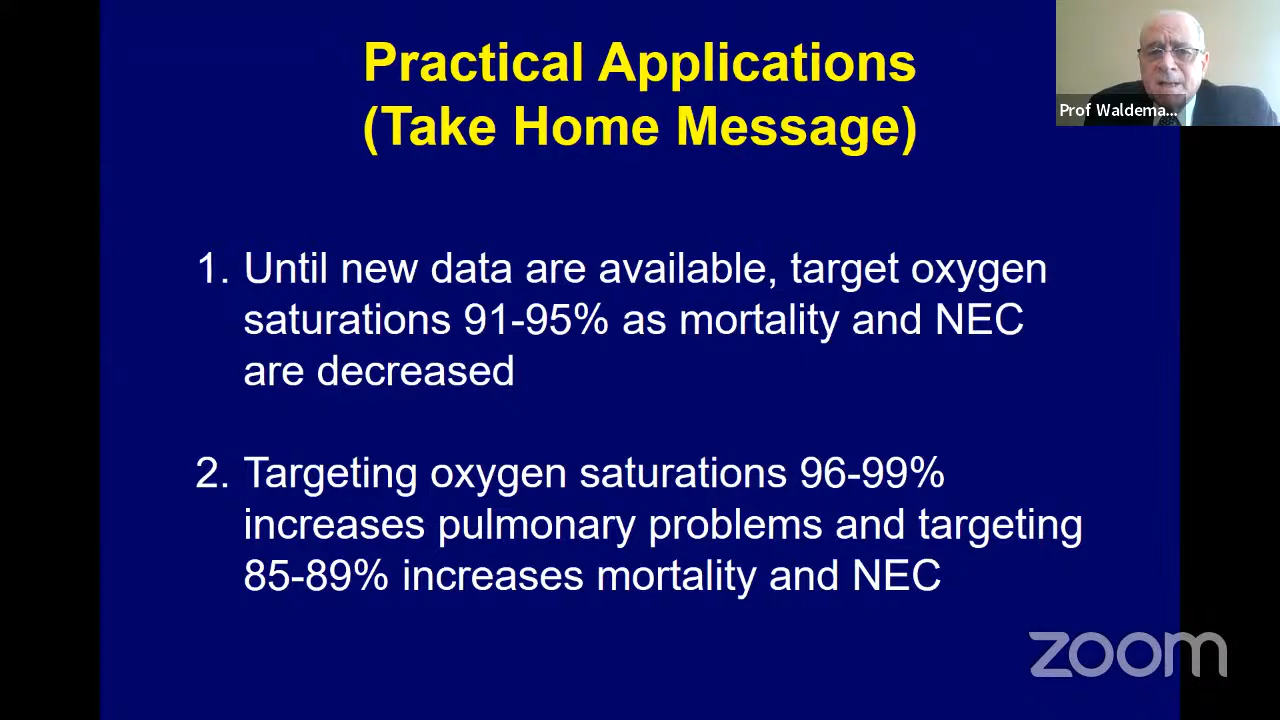 Practical Applications
(Take Home Message)
Prof Waldema...
1. Until new data are available, target oxygen
saturations 91-95% as mortality and NEC
are decreased
2. Targeting oxygen saturations 96-99%
increases pulmonary problems and targeting
85-89% increases mortality and NEC
zoom